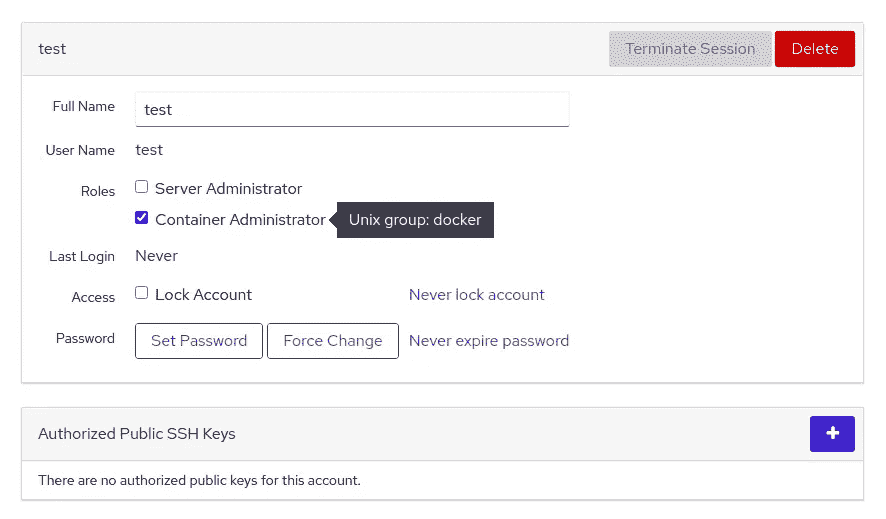 test Terminate Session Delete
Full Name test
User Name test
Roles Server Administrator
Container Administrator Unix group: docker
Last Login Never
Access Lock Account Never lock account
Password Set Password Force Change Never expire password
Authorized Public SSH Keys
There are no authorized public keys for this account.